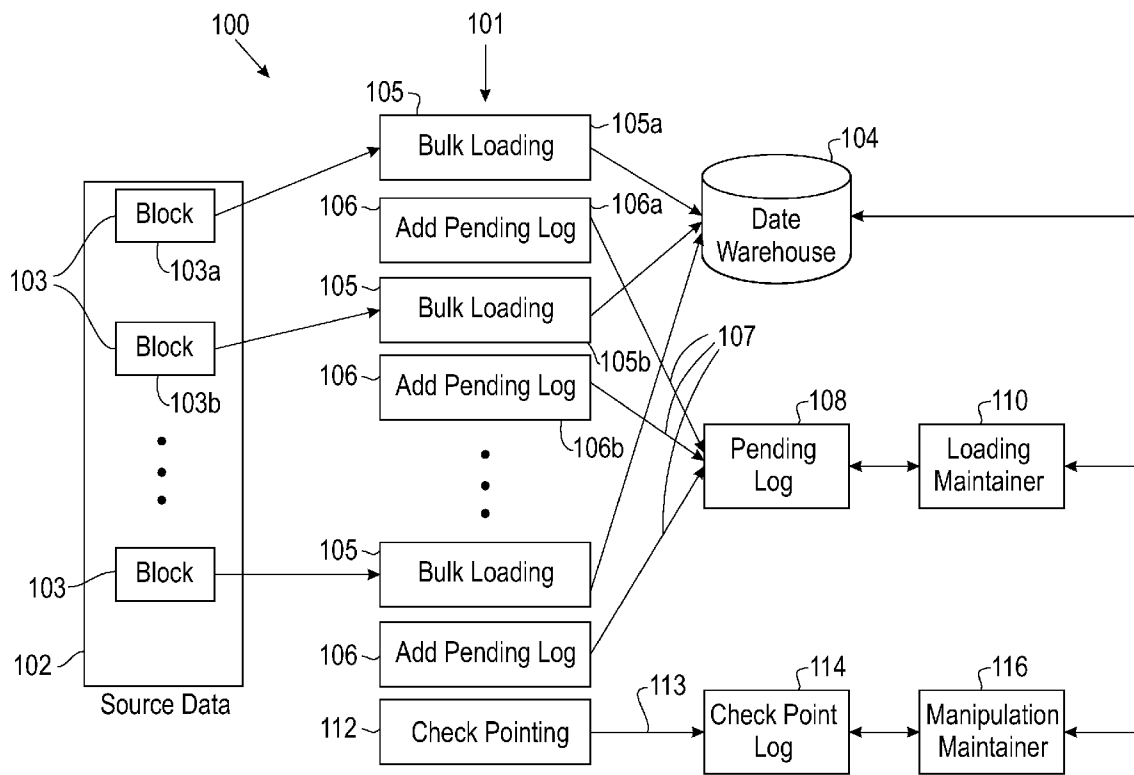 100
101
105
105a
Bulk Loading
104
Block
103a
106
106a
Add Pending Log
Date
Warehouse
103
105
Bulk Loading
105b
107
Block
103b
106
Add Pending Log
106b
108
110
Pending
Log
Loading
Maintainer
105
Bulk Loading
103
Block
106
Add Pending Log
102
Source Data
112
Check Pointing
113
114
116
Check Point
Log
Manipulation
Maintainer